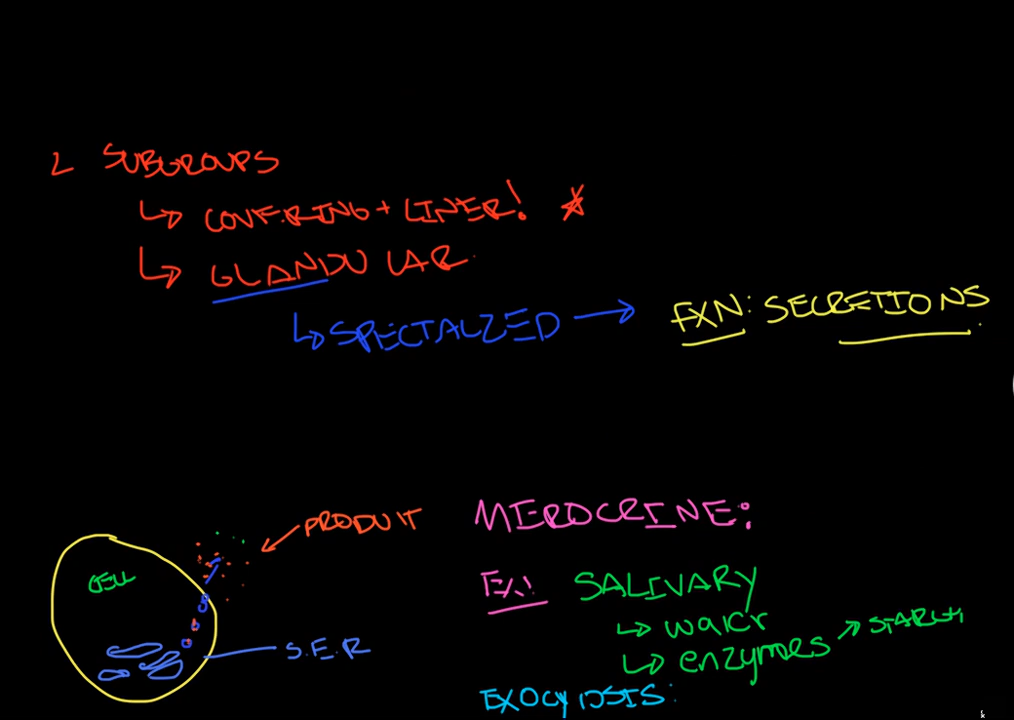 2 SUBGROUPS
↳ COVERING + LINER! *
↳ GLANDULAR
↳ SPECIALIZED → FXN: SECRETIONS
PRODUIT
CELL
S.E.R
MEROCRINE:
EX: SALIVARY
↳ water
↳ enzymes ↗ STARCH
EXOCYTOSIS: